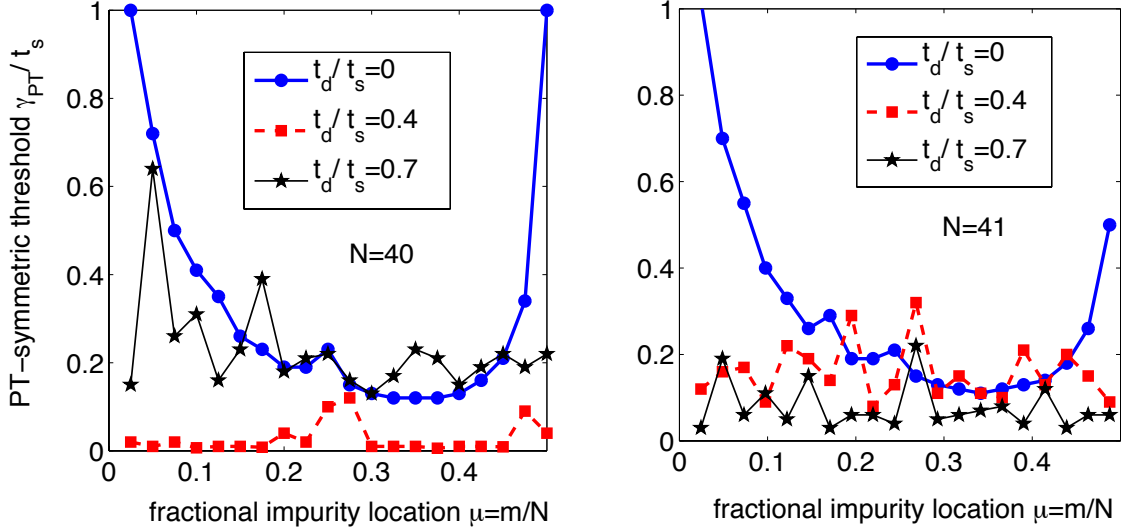 PT-symmetric threshold γ_PT/ t_s
1
0.8
0.6
0.4
0.2
0
0
0.1
0.2
0.3
0.4
t_d/ t_s=0
t_d/ t_s=0.4
t_d/ t_s=0.7
N=40
fractional impurity location μ=m/N
1
0.8
0.6
0.4
0.2
0
0
0.1
0.2
0.3
0.4
t_d/ t_s=0
t_d/ t_s=0.4
t_d/ t_s=0.7
N=41
fractional impurity location μ=m/N